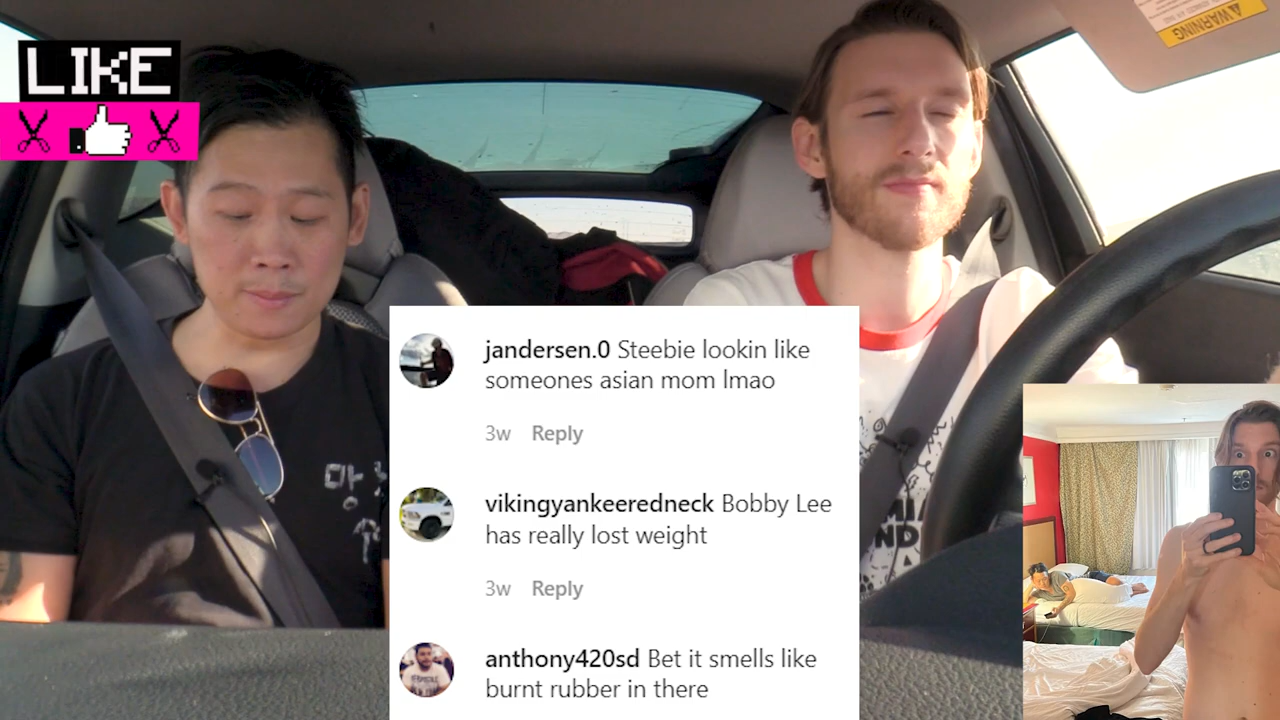 LIKE
WARNING
jandersen.0 Steebie lookin like
someones asian mom lmao
3w Reply
vikingyankeeredneck Bobby Lee
has really lost weight
3w Reply
anthony420sd Bet it smells like
burnt rubber in there
망